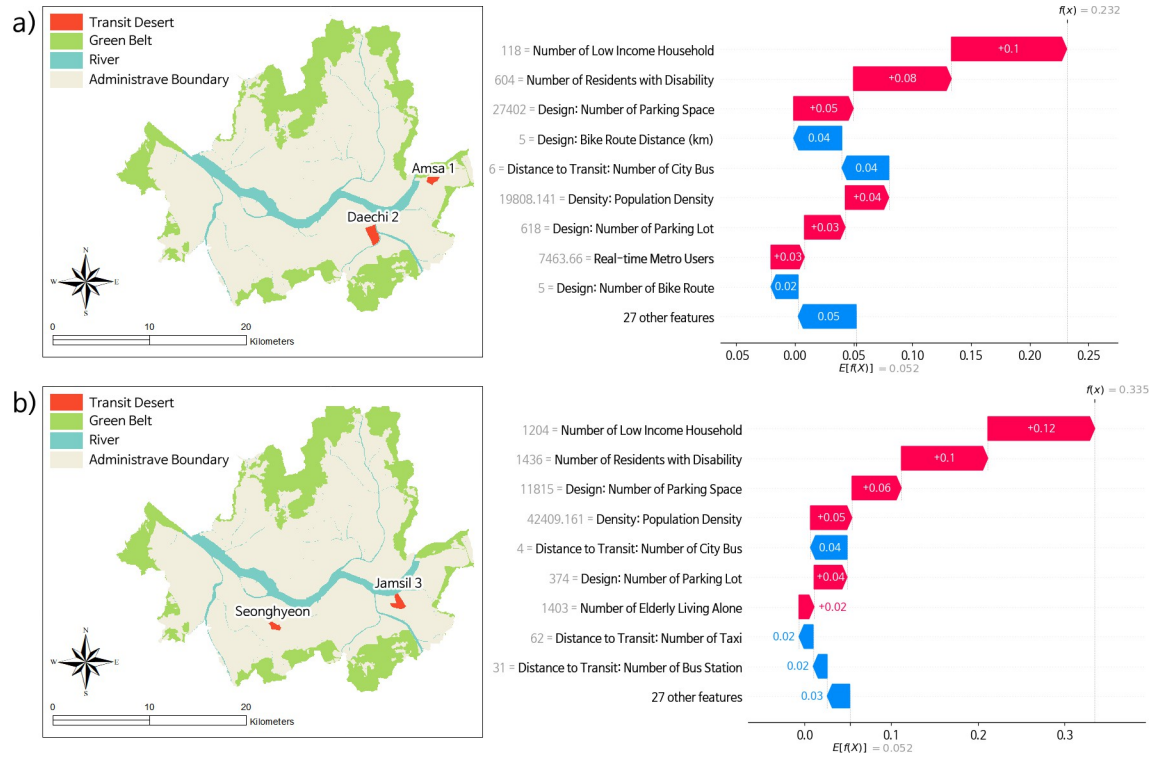 a)
Transit Desert
Green Belt
River
Administrave Boundary
Amsa 1
Daechi 2
N
W
E
S
0
10
20
Kilometers
f(x) = 0.232
118 = Number of Low Income Household
+0.1
604 = Number of Residents with Disability
+0.08
27402 = Design: Number of Parking Space
+0.05
5 = Design: Bike Route Distance (km)
0.04
6 = Distance to Transit: Number of City Bus
0.04
19808.141 = Density: Population Density
+0.04
618 = Design: Number of Parking Lot
+0.03
7463.66 = Real-time Metro Users
+0.03
5 = Design: Number of Bike Route
0.02
27 other features
0.05
0.05 0.00 0.05 0.10 0.15 0.20 0.25
E[f(X)] = 0.052
b)
Transit Desert
Green Belt
River
Administrave Boundary
Jamsil 3
Seonghyeon
N
W
E
S
0
10
20
Kilometers
f(x) = 0.335
1204 = Number of Low Income Household
+0.12
1436 = Number of Residents with Disability
+0.1
11815 = Design: Number of Parking Space
+0.06
42409.161 = Density: Population Density
+0.05
4 = Distance to Transit: Number of City Bus
0.04
374 = Design: Number of Parking Lot
+0.04
1403 = Number of Elderly Living Alone
+0.02
62 = Distance to Transit: Number of Taxi
0.02
31 = Distance to Transit: Number of Bus Station
0.02
27 other features
0.03
0.0 0.1 0.2 0.3
E[f(X)] = 0.052